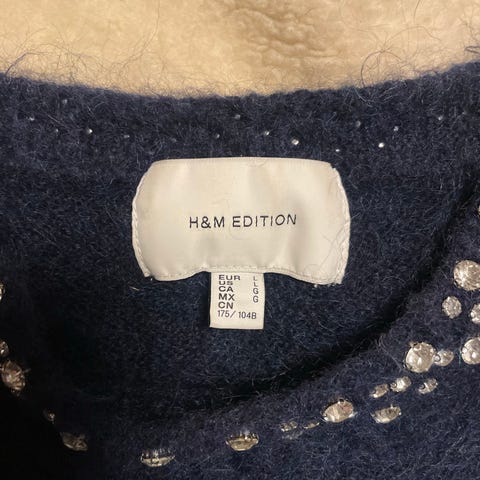 H&M EDITION
EUR L
US L
CA G
MX G
CN
175/104B